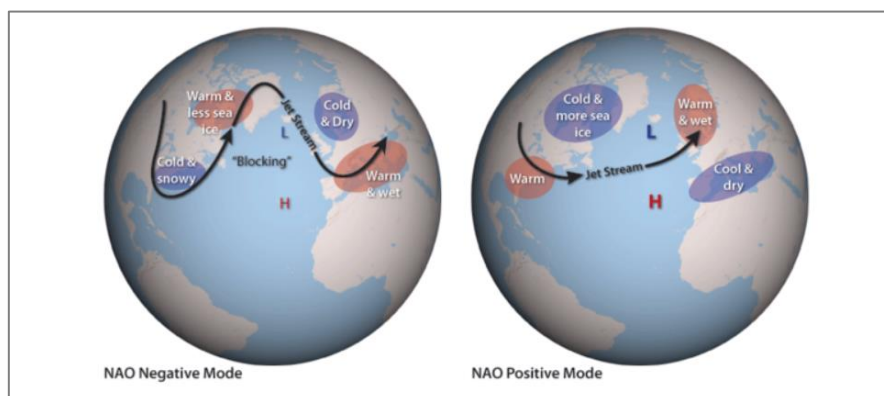 Warm &
less sea
ice
Jet Stream
Cold
& Dry
L
Cold &
snowy
"Blocking"
Warm
& wet
H
NAO Negative Mode
Cold &
more sea
ice
Warm
& wet
L
Warm
Jet Stream
Cool &
dry
H
NAO Positive Mode